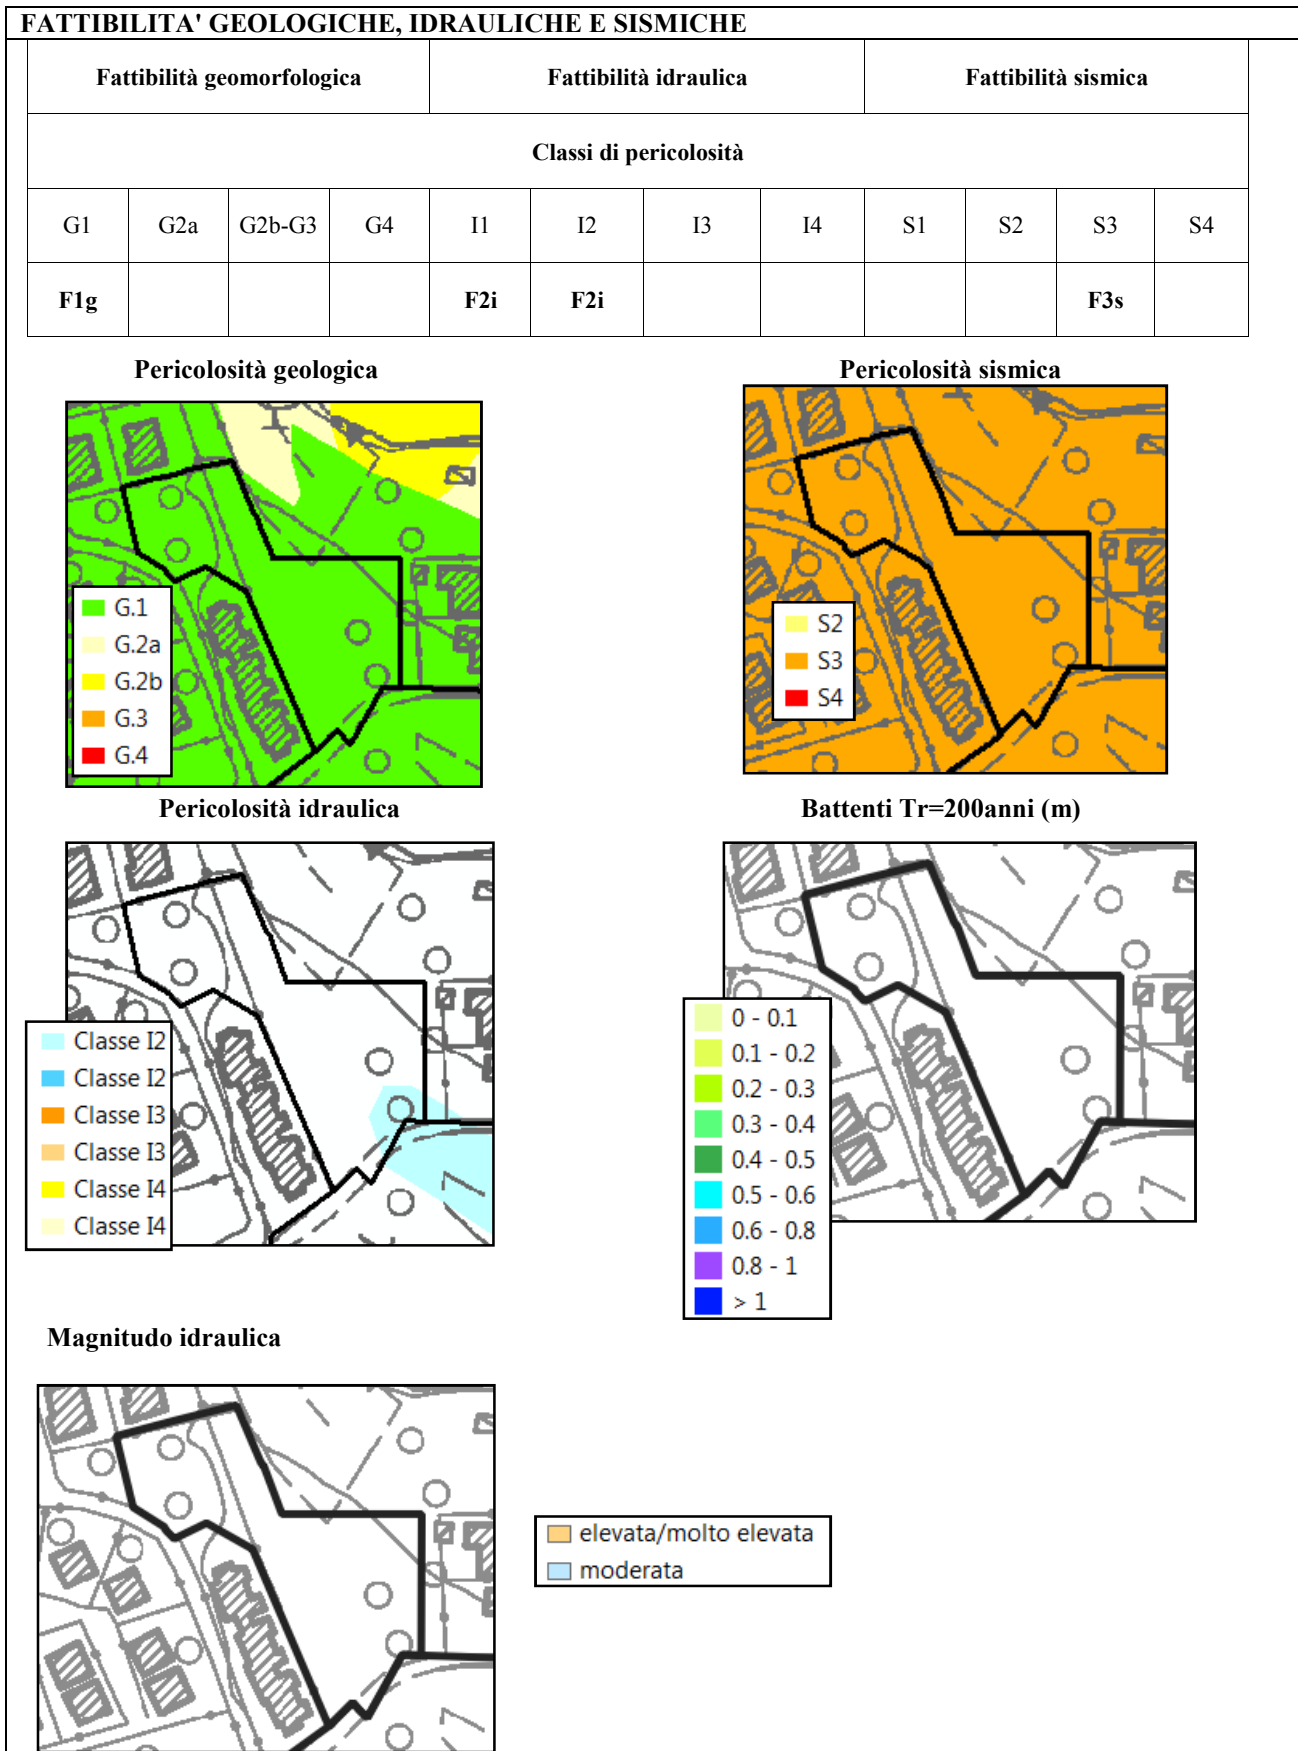 FATTIBILITA' GEOLOGICHE, IDRAULICHE E SISMICHE
Fattibilità geomorfologica Fattibilità idraulica Fattibilità sismica
Classi di pericolosità
G1 G2a G2b-G3 G4 I1 I2 I3 I4 S1 S2 S3 S4
F1g F2i F2i F3s
Pericolosità geologica
G.1
G.2a
G.2b
G.3
G.4
Pericolosità sismica
S2
S3
S4
Pericolosità idraulica
Classe I2
Classe I2
Classe I3
Classe I3
Classe I4
Classe I4
Battenti Tr=200anni (m)
0 - 0.1
0.1 - 0.2
0.2 - 0.3
0.3 - 0.4
0.4 - 0.5
0.5 - 0.6
0.6 - 0.8
0.8 - 1
> 1
Magnitudo idraulica
elevata/molto elevata
moderata